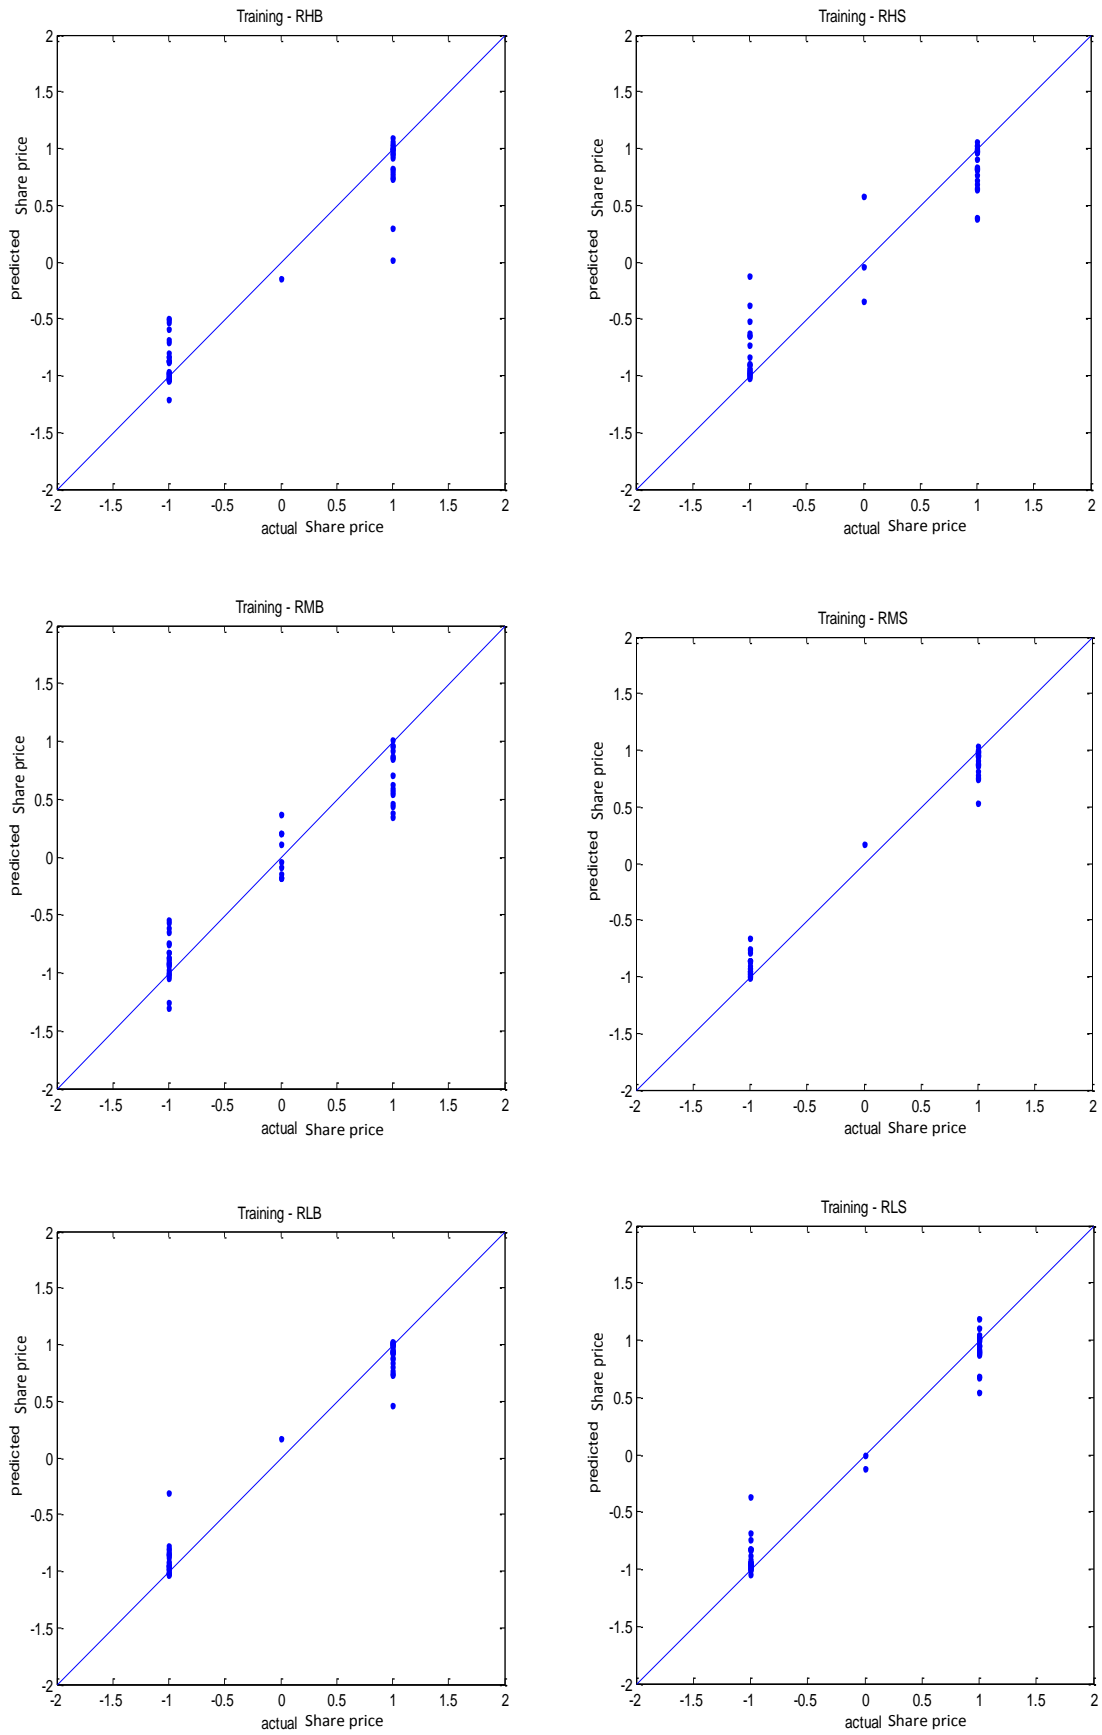 Training - RHB
2
1.5
1
0.5
0
-0.5
-1
-1.5
-2
predicted Share price
-2 -1.5 -1 -0.5 0 0.5 1 1.5 2
actual Share price
Training - RHS
2
1.5
1
0.5
0
-0.5
-1
-1.5
-2
predicted Share price
-2 -1.5 -1 -0.5 0 0.5 1 1.5 2
actual Share price
Training - RMB
2
1.5
1
0.5
0
-0.5
-1
-1.5
-2
predicted Share price
-2 -1.5 -1 -0.5 0 0.5 1 1.5 2
actual Share price
Training - RMS
2
1.5
1
0.5
0
-0.5
-1
-1.5
-2
predicted Share price
-2 -1.5 -1 -0.5 0 0.5 1 1.5 2
actual Share price
Training - RLB
2
1.5
1
0.5
0
-0.5
-1
-1.5
-2
predicted Share price
-2 -1.5 -1 -0.5 0 0.5 1 1.5 2
actual Share price
Training - RLS
2
1.5
1
0.5
0
-0.5
-1
-1.5
-2
predicted Share price
-2 -1.5 -1 -0.5 0 0.5 1 1.5 2
actual Share price